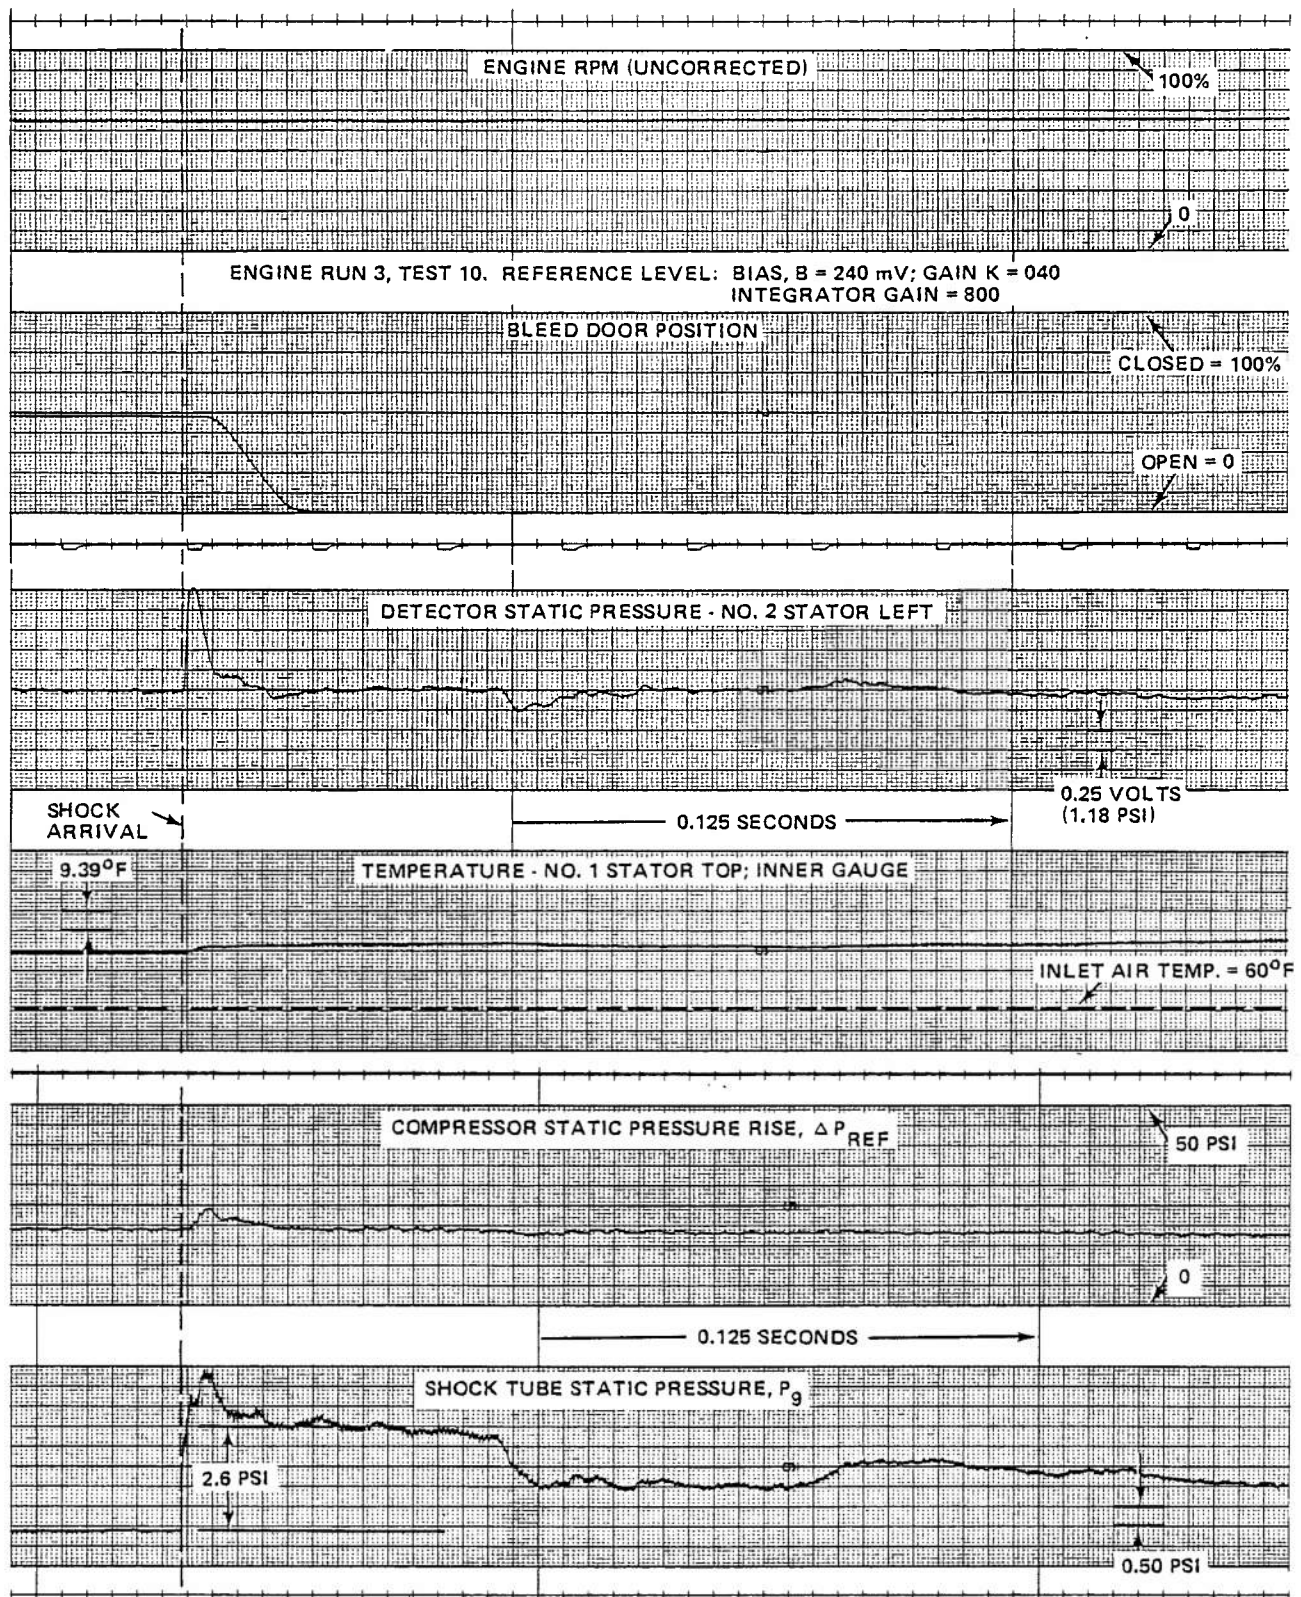 ENGINE RPM (UNCORRECTED)
100%
0
ENGINE RUN 3, TEST 10. REFERENCE LEVEL: BIAS, B = 240 mV; GAIN K = 040
INTEGRATOR GAIN = 800
BLEED DOOR POSITION
CLOSED = 100%
OPEN = 0
DETECTOR STATIC PRESSURE - NO. 2 STATOR LEFT
0.25 VOLTS
(1.18 PSI)
SHOCK
ARRIVAL
0.125 SECONDS
9.39°F
TEMPERATURE - NO. 1 STATOR TOP; INNER GAUGE
INLET AIR TEMP. = 60°F
COMPRESSOR STATIC PRESSURE RISE, ΔP_REF
50 PSI
0
0.125 SECONDS
SHOCK TUBE STATIC PRESSURE, P_9
2.6 PSI
0.50 PSI